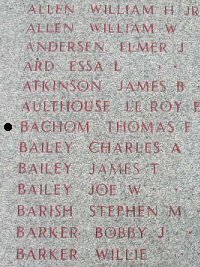 ALLEN WILLIAM H JR
ALLEN WILLIAM W
ANDERSEN ELMER J
ARD ESSA L
ATKINSON JAMES B
AULTHOUSE LE ROY E
BACHOM THOMAS F
BAILEY CHARLES A
BAILEY JAMES T
BAILEY JOE W
BARISH STEPHEN M
BARKER BOBBY J
BARKER WILLIE